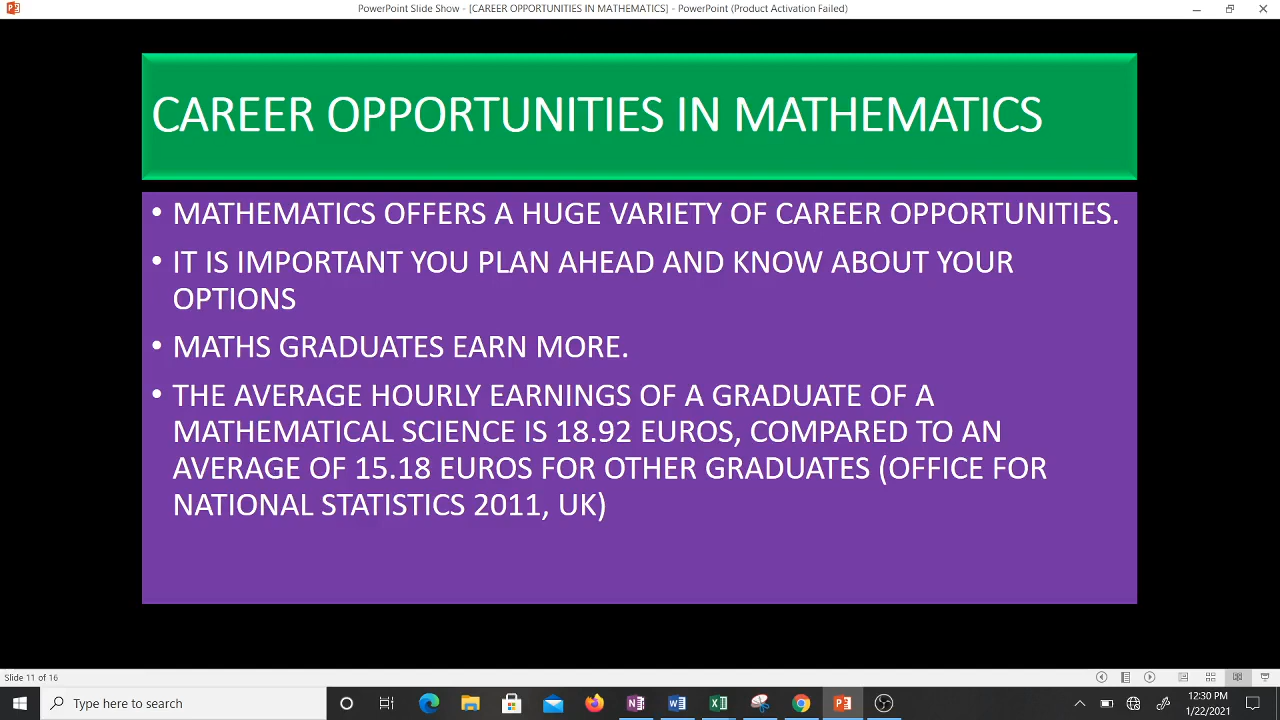 PowerPoint Slide Show - [CAREER OPPORTUNITIES IN MATHEMATICS] - PowerPoint (Product Activation Failed)
CAREER OPPORTUNITIES IN MATHEMATICS
• MATHEMATICS OFFERS A HUGE VARIETY OF CAREER OPPORTUNITIES.
• IT IS IMPORTANT YOU PLAN AHEAD AND KNOW ABOUT YOUR
OPTIONS
• MATHS GRADUATES EARN MORE.
• THE AVERAGE HOURLY EARNINGS OF A GRADUATE OF A
MATHEMATICAL SCIENCE IS 18.92 EUROS, COMPARED TO AN
AVERAGE OF 15.18 EUROS FOR OTHER GRADUATES (OFFICE FOR
NATIONAL STATISTICS 2011, UK)
Slide 11 of 16
Type here to search
12:30 PM
1/22/2021